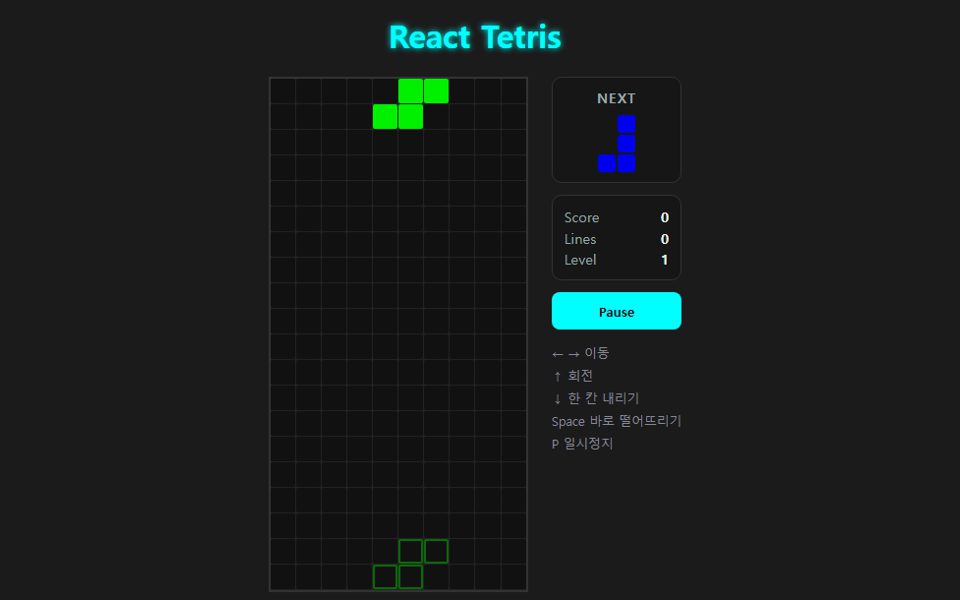 React Tetris
NEXT
Score 0
Lines 0
Level 1
Pause
← → 이동
↑ 회전
↓ 한 칸 내리기
Space 바로 떨어뜨리기
P 일시정지